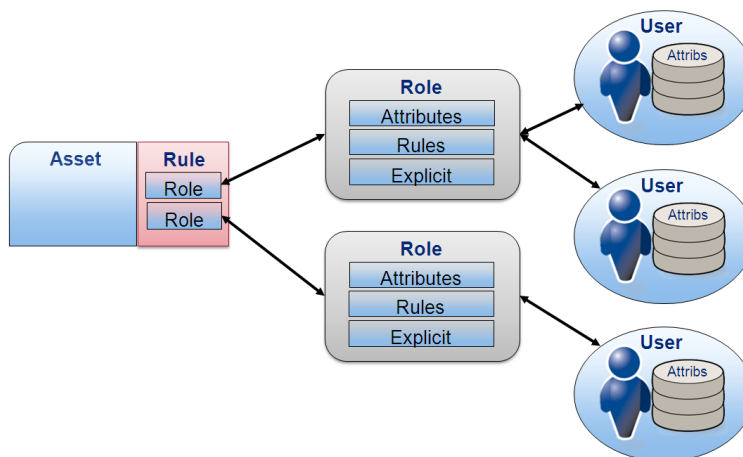 Asset
Rule
Role
Role
Role
Attributes
Rules
Explicit
Role
Attributes
Rules
Explicit
User
Attribs
User
Attribs
User
Attribs